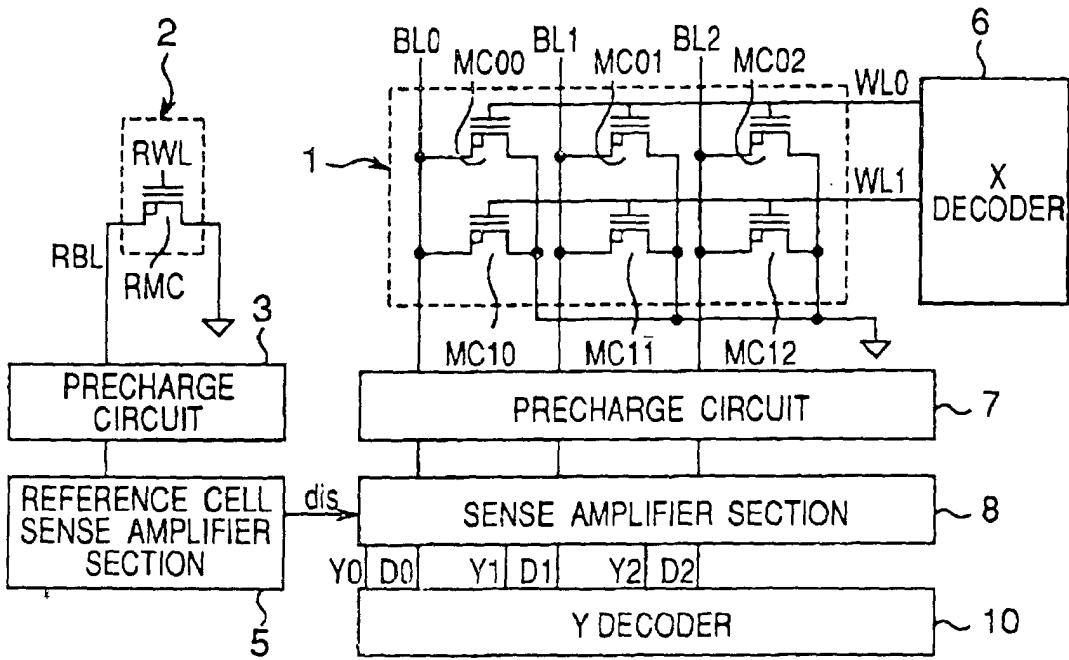 2
BL0
BL1
BL2
6
MC00
MC01
MC02
WL0
RWL
1
X
DECODER
WL1
RBL
RMC
3
MC10
MC11
MC12
PRECHARGE
CIRCUIT
PRECHARGE CIRCUIT
7
REFERENCE CELL
SENSE AMPLIFIER
SECTION
dis
SENSE AMPLIFIER SECTION
8
Y0
D0
Y1
D1
Y2
D2
5
Y DECODER
10